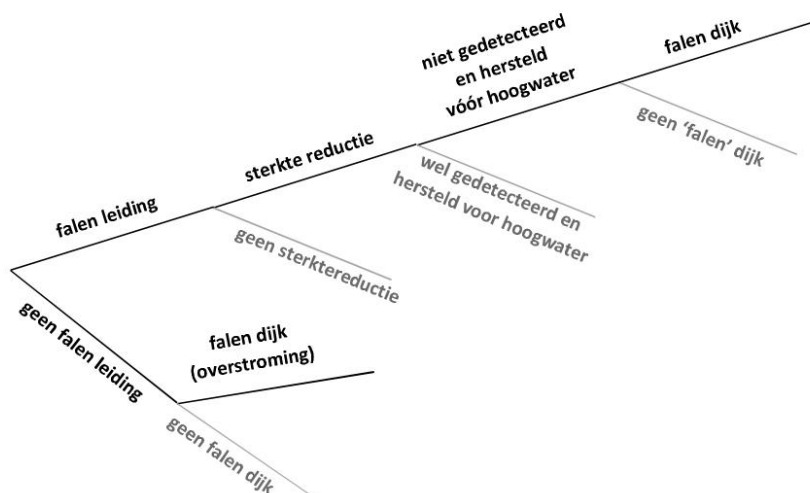 niet gedetecteerd
en hersteld
vóór hoogwater
falen dijk
geen ‘falen’ dijk
sterkte reductie
wel gedetecteerd en
hersteld voor hoogwater
falen leiding
geen sterktereductie
geen falen leiding
falen dijk
(overstroming)
geen falen dijk